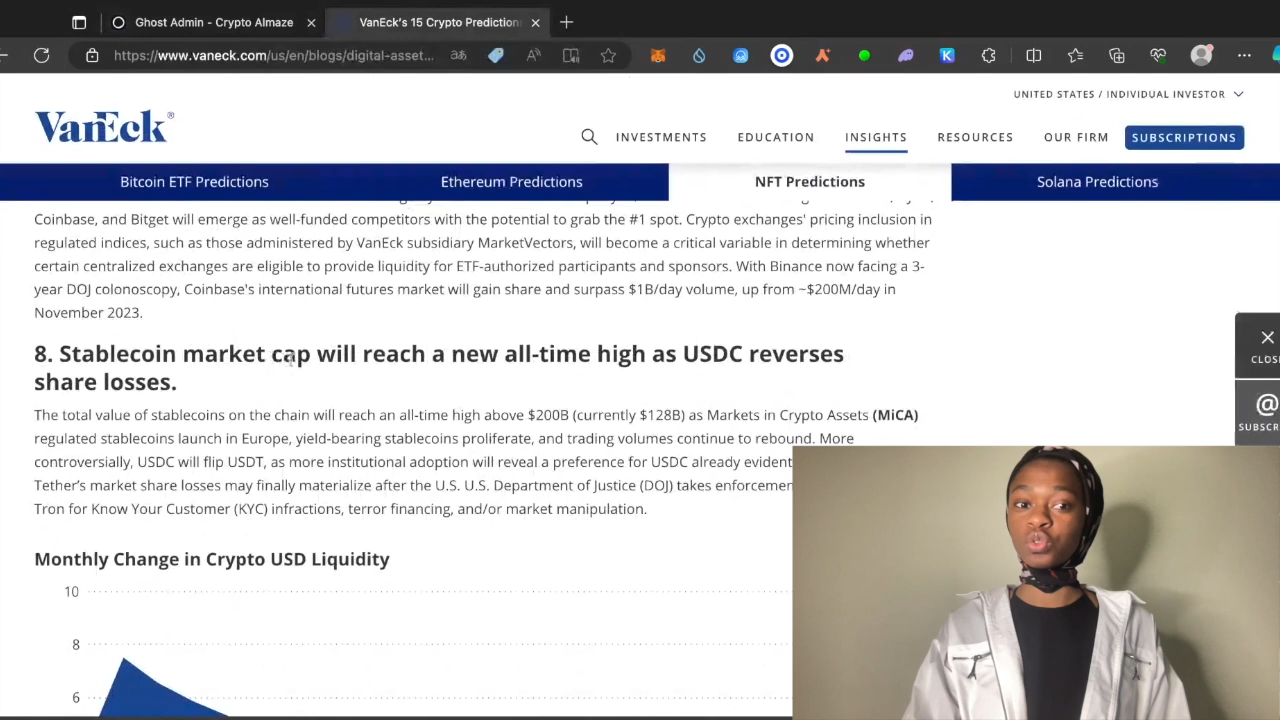 Ghost Admin - Crypto Almaze
VanEck's 15 Crypto Prediction
https://www.vaneck.com/us/en/blogs/digital-asset...
UNITED STATES / INDIVIDUAL INVESTOR
VanEck®
INVESTMENTS EDUCATION INSIGHTS RESOURCES OUR FIRM SUBSCRIPTIONS
Bitcoin ETF Predictions Ethereum Predictions NFT Predictions Solana Predictions
Coinbase, and Bitget will emerge as well-funded competitors with the potential to grab the #1 spot. Crypto exchanges' pricing inclusion in
regulated indices, such as those administered by VanEck subsidiary MarketVectors, will become a critical variable in determining whether
certain centralized exchanges are eligible to provide liquidity for ETF-authorized participants and sponsors. With Binance now facing a 3-
year DOJ colonoscopy, Coinbase's international futures market will gain share and surpass $1B/day volume, up from ~$200M/day in
November 2023.
8. Stablecoin market cap will reach a new all-time high as USDC reverses
share losses.
The total value of stablecoins on the chain will reach an all-time high above $200B (currently $128B) as Markets in Crypto Assets (MiCA)
regulated stablecoins launch in Europe, yield-bearing stablecoins proliferate, and trading volumes continue to rebound. More
controversially, USDC will flip USDT, as more institutional adoption will reveal a preference for USDC already evident
Tether's market share losses may finally materialize after the U.S. U.S. Department of Justice (DOJ) takes enforcemen
Tron for Know Your Customer (KYC) infractions, terror financing, and/or market manipulation.
Monthly Change in Crypto USD Liquidity
10
8
6
CLOS
@
SUBSCR